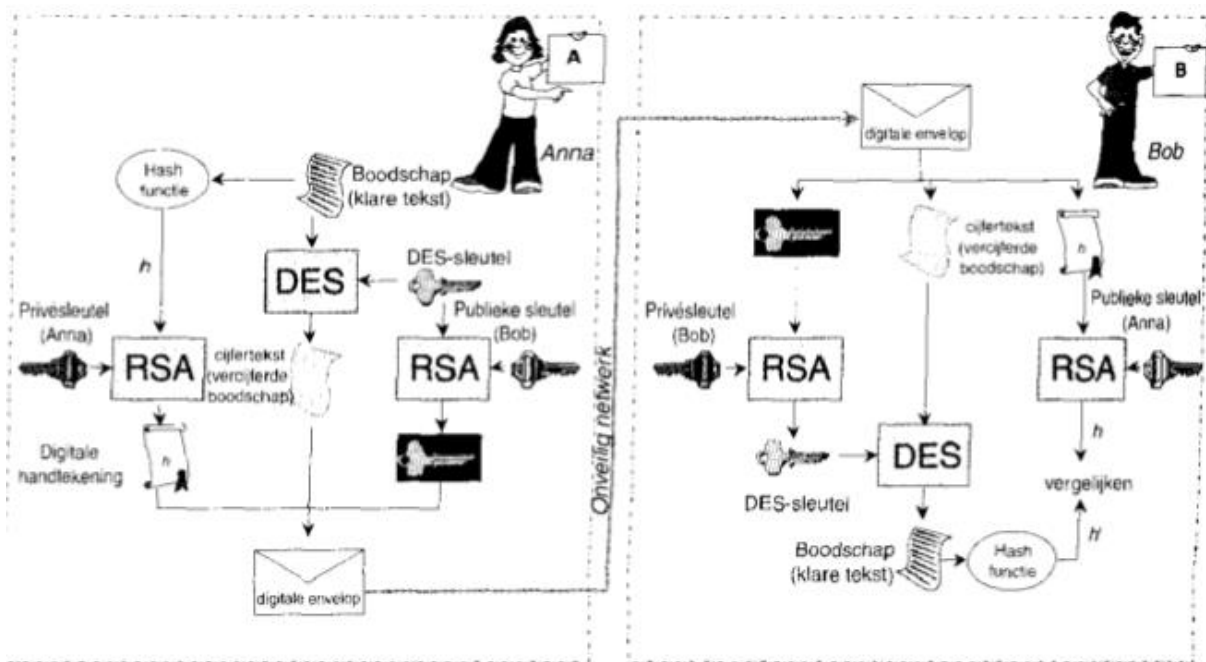 A
Anna
Hash
functie
Boodschap
(klare tekst)
h
DES
DES-sleutel
Privésleutel
(Anna)
RSA
cijfertekst
(vercijferde
boodschap)
Publieke sleutel
(Bob)
RSA
Digitale
handtekening
h
digitale envelop
Onveilig netwerk
B
Bob
digitale envelop
cijfertekst
(vercijferde
boodschap)
h
Privésleutel
(Bob)
RSA
Publieke sleutel
(Anna)
RSA
DES-sleutel
DES
h
vergelijken
Boodschap
(klare tekst)
Hash
functie
h'